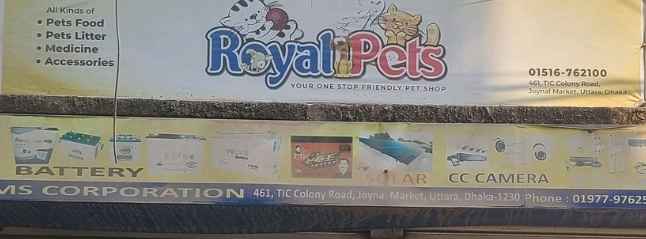 All Kinds of
• Pets Food
• Pets Litter
• Medicine
• Accessories
Royal Pets
YOUR ONE STOP FRIENDLY PET SHOP
01516-762100
461, TIC Colony Road,
Joynal Market, Uttara, Dhaka
BATTERY
SOLAR
CC CAMERA
MS CORPORATION
461, TIC Colony Road, Joynal Market, Uttara, Dhaka-1230 Phone : 01977-97625